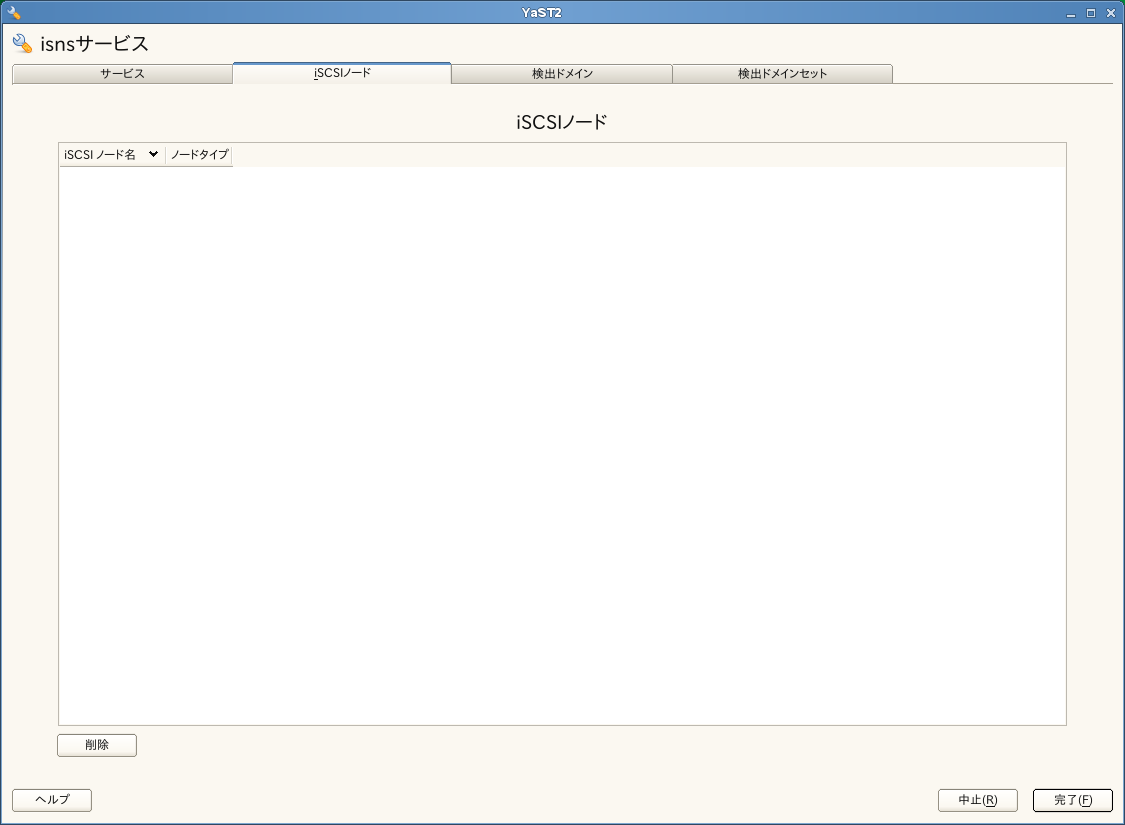 YaST2
isnsサービス
サービス
iSCSIノード
検出ドメイン
検出ドメインセット
iSCSIノード
iSCSI ノード名
ノードタイプ
削除
ヘルプ
中止(R)
完了(F)